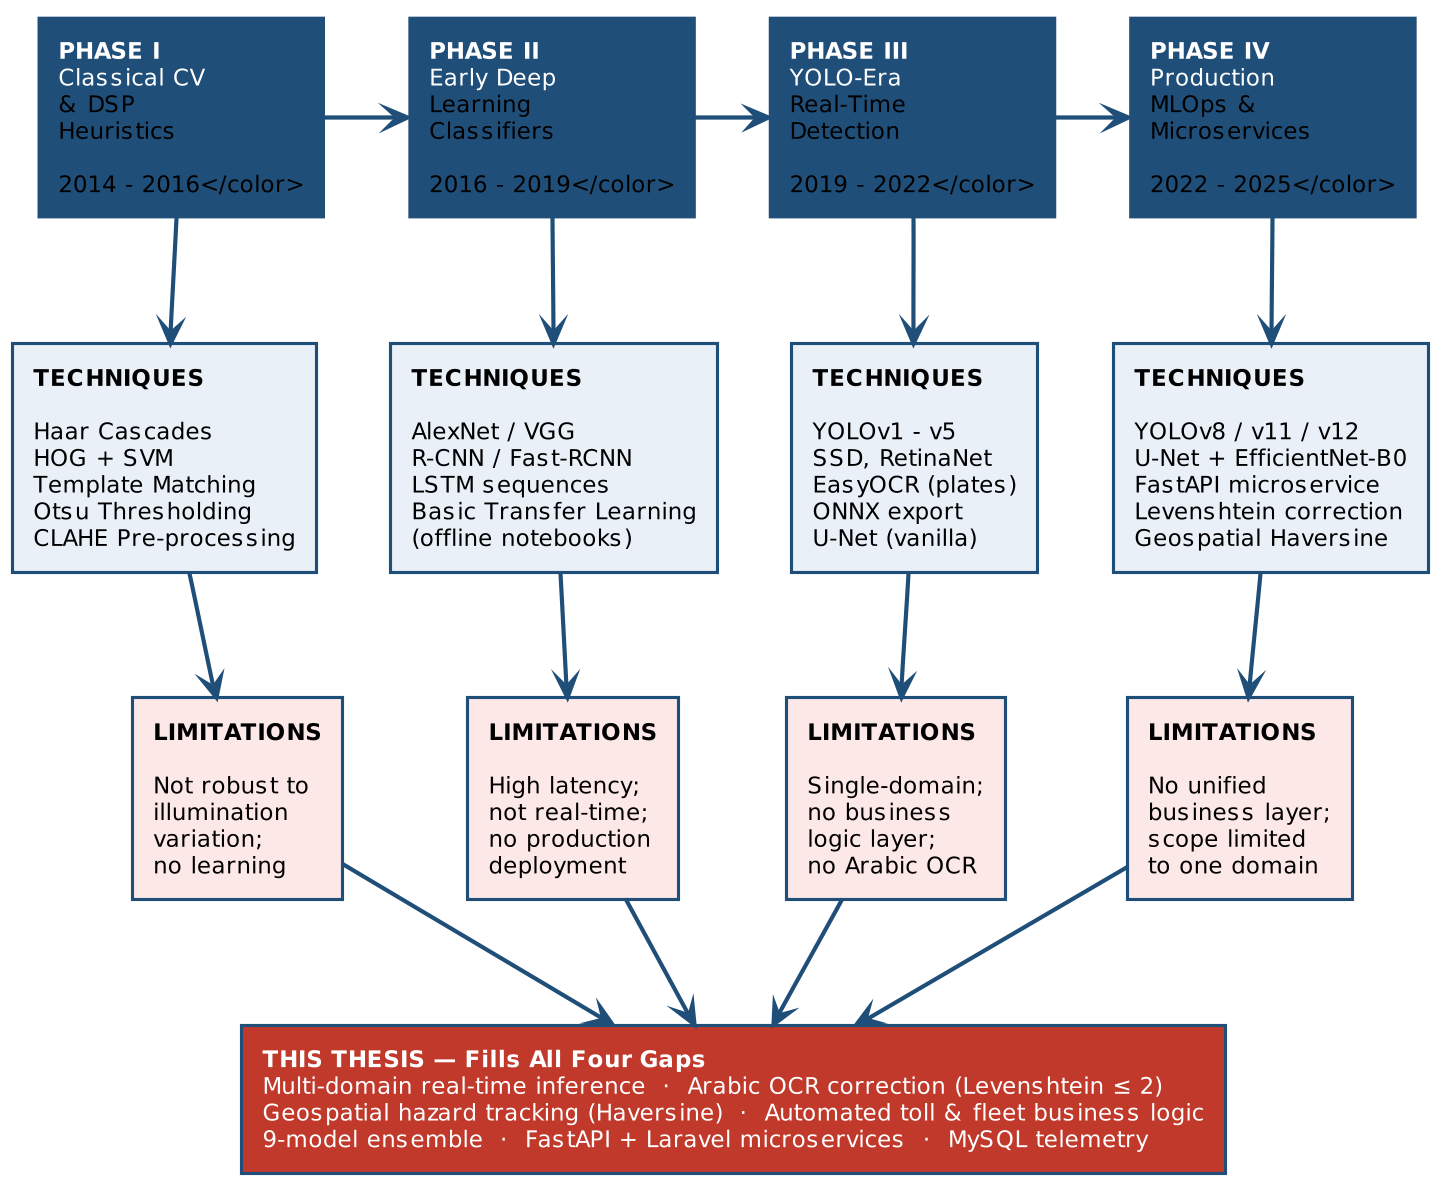 PHASE I
Classical CV
& DSP
Heuristics
2014 - 2016</color>
PHASE II
Early Deep
Learning
Classifiers
2016 - 2019</color>
PHASE III
YOLO-Era
Real-Time
Detection
2019 - 2022</color>
PHASE IV
Production
MLOps &
Microservices
2022 - 2025</color>
TECHNIQUES
Haar Cascades
HOG + SVM
Template Matching
Otsu Thresholding
CLAHE Pre-processing
TECHNIQUES
AlexNet / VGG
R-CNN / Fast-RCNN
LSTM sequences
Basic Transfer Learning
(offline notebooks)
TECHNIQUES
YOLOv1 - v5
SSD, RetinaNet
EasyOCR (plates)
ONNX export
U-Net (vanilla)
TECHNIQUES
YOLOv8 / v11 / v12
U-Net + EfficientNet-B0
FastAPI microservice
Levenshtein correction
Geospatial Haversine
LIMITATIONS
Not robust to
illumination
variation;
no learning
LIMITATIONS
High latency;
not real-time;
no production
deployment
LIMITATIONS
Single-domain;
no business
logic layer;
no Arabic OCR
LIMITATIONS
No unified
business layer;
scope limited
to one domain
THIS THESIS — Fills All Four Gaps
Multi-domain real-time inference · Arabic OCR correction (Levenshtein ≤ 2)
Geospatial hazard tracking (Haversine) · Automated toll & fleet business logic
9-model ensemble · FastAPI + Laravel microservices · MySQL telemetry